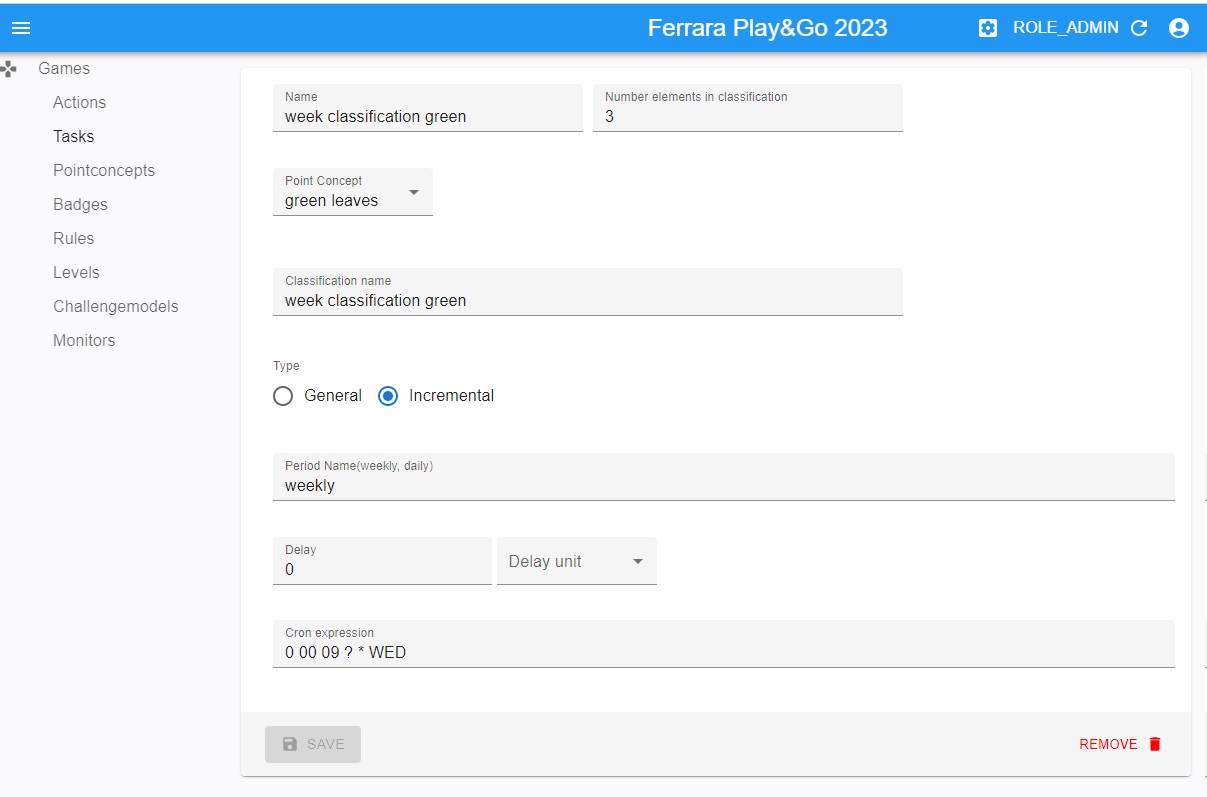 Ferrara Play&Go 2023
ROLE_ADMIN
Games
Actions
Tasks
Pointconcepts
Badges
Rules
Levels
Challengemodels
Monitors
Name
week classification green
Number elements in classification
3
Point Concept
green leaves
Classification name
week classification green
Type
General
Incremental
Period Name(weekly, daily)
weekly
Delay
0
Delay unit
Cron expression
0 00 09 ? * WED
SAVE
REMOVE